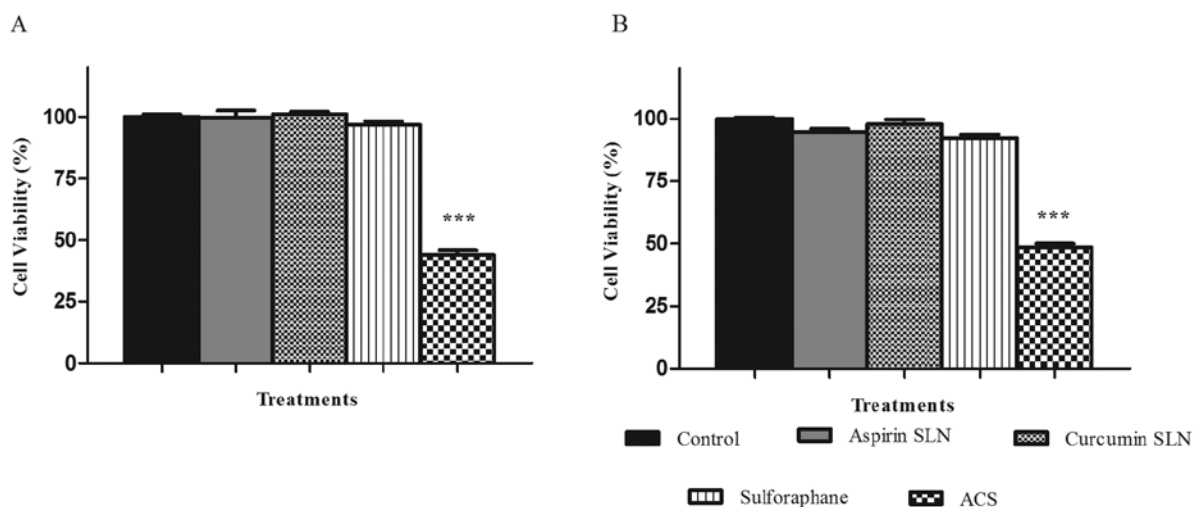 A
Cell Viability (%)
100
75
50
25
0
***
Treatments
B
Cell Viability (%)
100
75
50
25
0
***
Treatments
Control
Aspirin SLN
Curcumin SLN
Sulforaphane
ACS